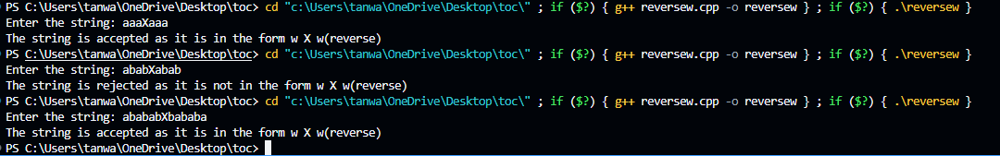 PS C:\Users\tanwa\OneDrive\Desktop\toc> cd "c:\Users\tanwa\OneDrive\Desktop\toc\" ; if ($?) { g++ reversew.cpp -o reversew } ; if ($?) { .\reversew }
Enter the string: aaaXaaa
The string is accepted as it is in the form w X w(reverse)
PS C:\Users\tanwa\OneDrive\Desktop\toc> cd "c:\Users\tanwa\OneDrive\Desktop\toc\" ; if ($?) { g++ reversew.cpp -o reversew } ; if ($?) { .\reversew }
Enter the string: ababXabab
The string is rejected as it is not in the form w X w(reverse)
PS C:\Users\tanwa\OneDrive\Desktop\toc> cd "c:\Users\tanwa\OneDrive\Desktop\toc\" ; if ($?) { g++ reversew.cpp -o reversew } ; if ($?) { .\reversew }
Enter the string: abababXbababa
The string is accepted as it is in the form w X w(reverse)
PS C:\Users\tanwa\OneDrive\Desktop\toc>